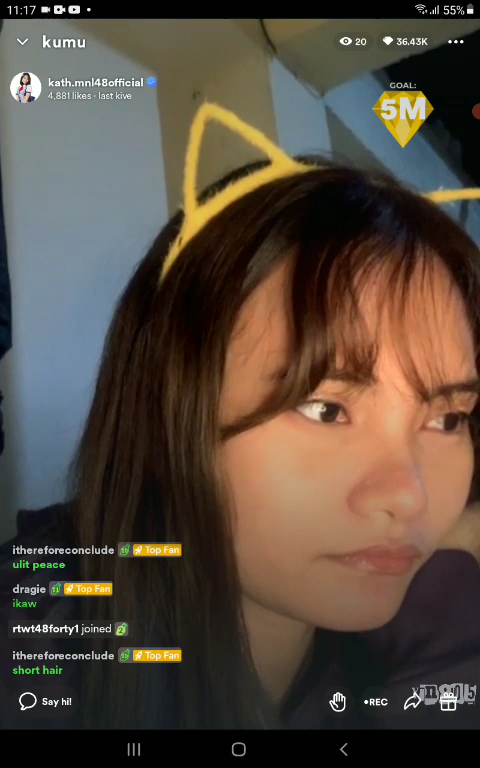 11:17
55%
kumu
20
36.43K
kath.mnl48official
4,881 likes · last kive
GOAL:
5M
ithereforeconclude Top Fan
ulit peace
dragie Top Fan
ikaw
rtwt48forty1 joined
ithereforeconclude Top Fan
short hair
Say hi!
•REC